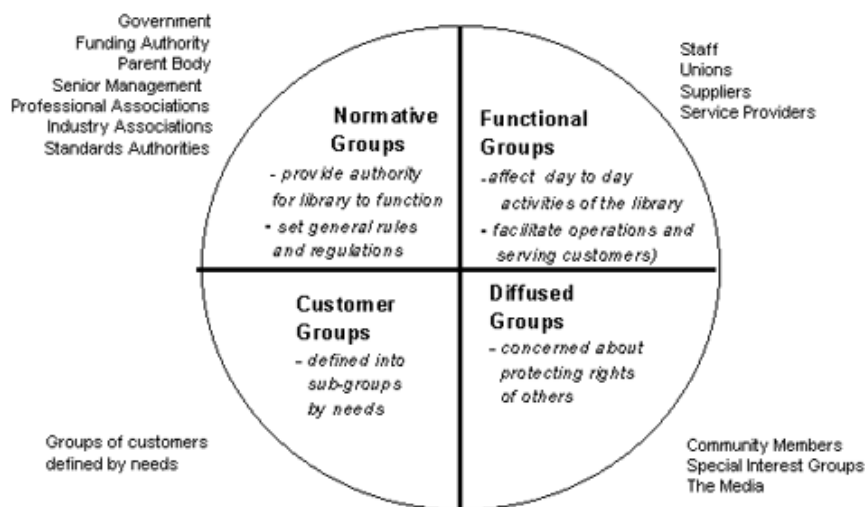 Government
Funding Authority
Parent Body
Senior Management
Professional Associations
Industry Associations
Standards Authorities
Staff
Unions
Suppliers
Service Providers
Normative
Groups
- provide authority
for library to function
- set general rules
and regulations
Functional
Groups
-affect day to day
activities of the library
- facilitate operations and
serving customers)
Customer
Groups
- defined into
sub-groups
by needs
Diffused
Groups
- concerned about
protecting rights
of others
Groups of customers
defined by needs
Community Members
Special Interest Groups
The Media